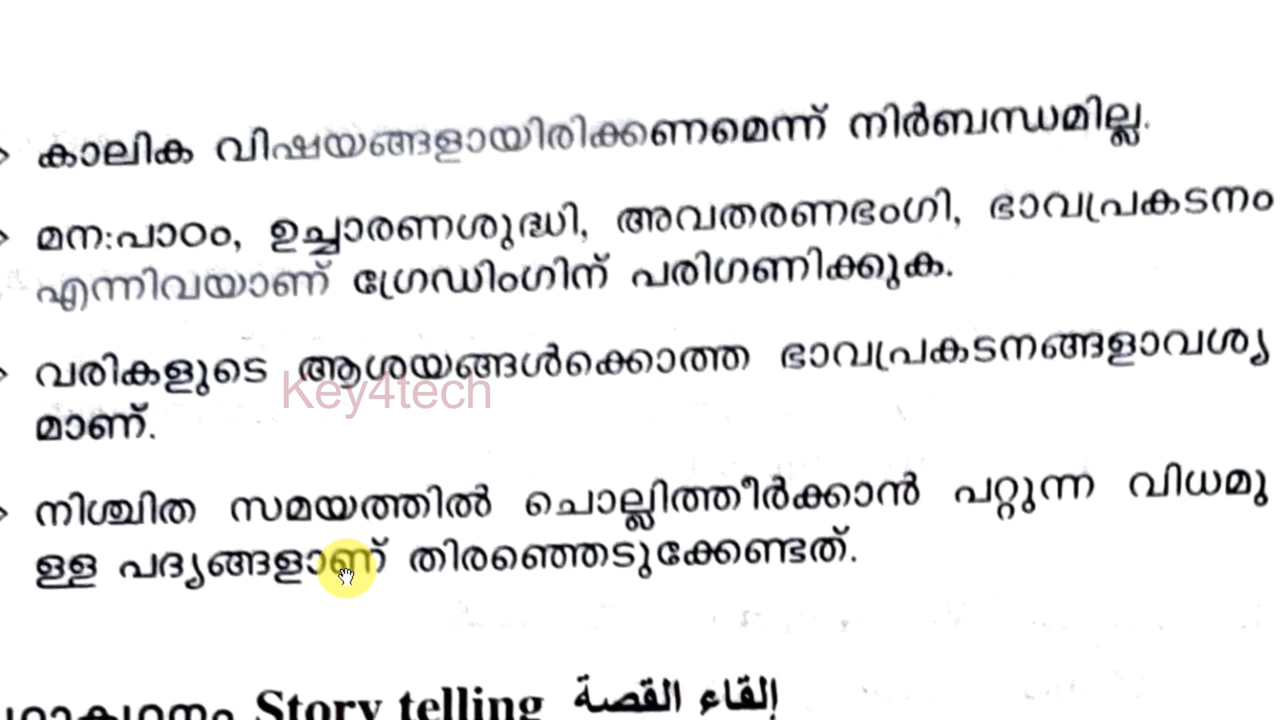 കാലിക വിഷയങ്ങളായിരിക്കണമെന്ന് നിർബന്ധമില്ല.
മന:പാഠം, ഉച്ചാരണശുദ്ധി, അവതരണഭംഗി, ഭാവപ്രകടനം
എന്നിവയാണ് ഗ്രേഡിംഗിന് പരിഗണിക്കുക.
വരികളുടെ ആശയങ്ങൾക്കൊത്ത ഭാവപ്രകടനങ്ങളാവശ്യ
Key4tech
മാണ്.
നിശ്ചിത സമയത്തിൽ ചൊല്ലിത്തീർക്കാൻ പറ്റുന്ന വിധമു
ള്ള പദ്യങ്ങളാണ് തിരഞ്ഞെടുക്കേണ്ടത്.
Story telling إلقاء القصة